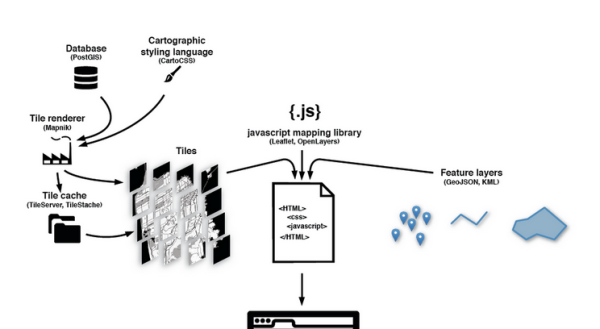 Database
(PostGIS)
Cartographic
styling language
(CartoCSS)
Tile renderer
(Mapnik)
Tile cache
(TileServer, TileStache)
Tiles
{.js}
javascript mapping library
(Leaflet, OpenLayers)
<HTML>
<css>
<javascript>
</HTML>
Feature layers
(GeoJSON, KML)